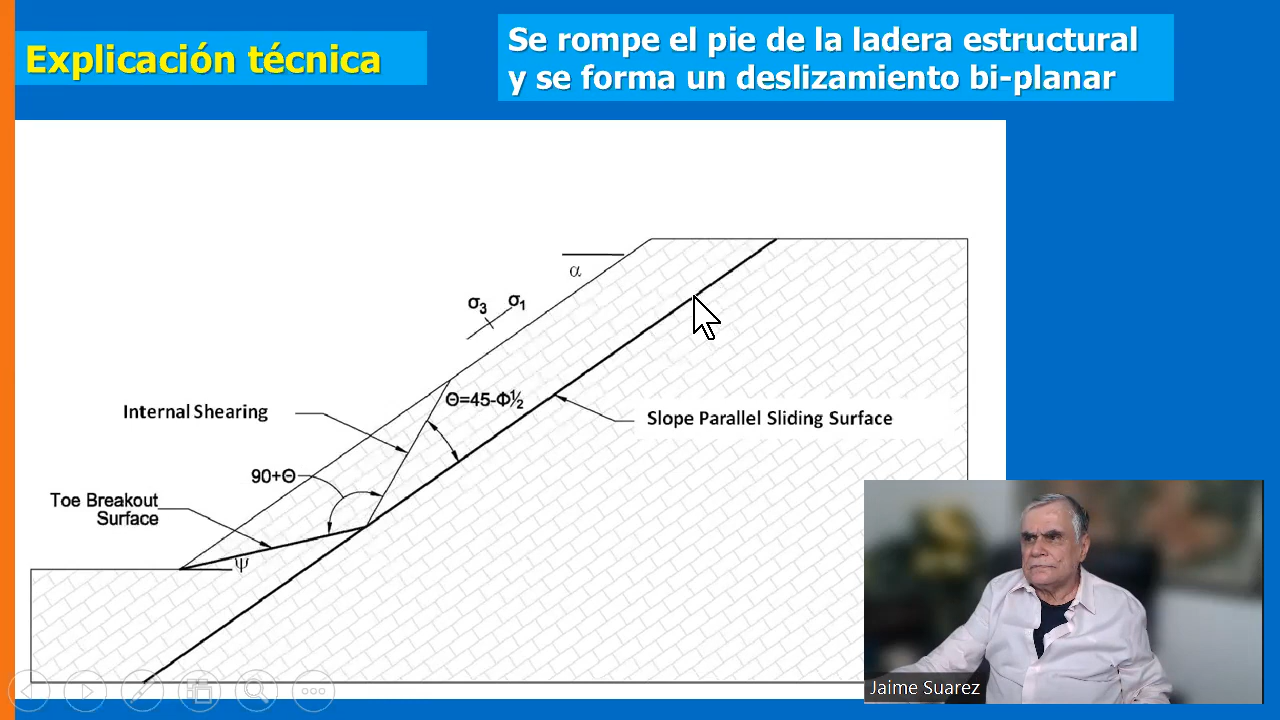 Explicación técnica
Se rompe el pie de la ladera estructural
y se forma un deslizamiento bi-planar
α
σ3 σ1
Θ=45-Φ½
Internal Shearing
Slope Parallel Sliding Surface
90+Θ
Toe Breakout
Surface
Ψ
Jaime Suarez